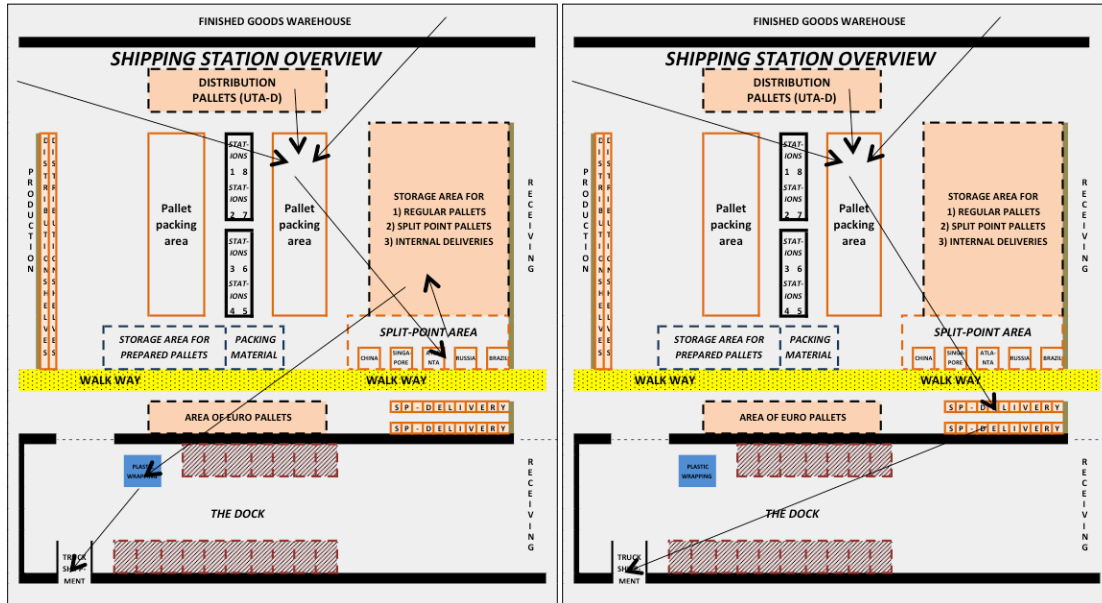 FINISHED GOODS WAREHOUSE
SHIPPING STATION OVERVIEW
DISTRIBUTION
PALLETS (UTA-D)
PRODUCTION
DISTRIBUTION SHELVES
DISTRIBUTION SHELVES
Pallet
packing
area
STAT-
IONS
1 8
STAT-
IONS
2 7
STAT-
IONS
3 6
STAT-
IONS
4 5
Pallet
packing
area
STORAGE AREA FOR
1) REGULAR PALLETS
2) SPLIT POINT PALLETS
3) INTERNAL DELIVERIES
RECEIVING
STORAGE AREA FOR
PREPARED PALLETS
PACKING
MATERIAL
SPLIT-POINT AREA
CHINA
SINGA-
PORE
ATLA-
NTA
RUSSIA
BRAZIL
WALK WAY
WALK WAY
AREA OF EURO PALLETS
SP-DELIVERY
SP-DELIVERY
PLASTIC
WRAPPING
RECEIVING
THE DOCK
TRUCK
SHIP-
MENT
FINISHED GOODS WAREHOUSE
SHIPPING STATION OVERVIEW
DISTRIBUTION
PALLETS (UTA-D)
PRODUCTION
DISTRIBUTION SHELVES
DISTRIBUTION SHELVES
Pallet
packing
area
STAT-
IONS
1 8
STAT-
IONS
2 7
STAT-
IONS
3 6
STAT-
IONS
4 5
Pallet
packing
area
STORAGE AREA FOR
1) REGULAR PALLETS
2) SPLIT POINT PALLETS
3) INTERNAL DELIVERIES
RECEIVING
STORAGE AREA FOR
PREPARED PALLETS
PACKING
MATERIAL
SPLIT-POINT AREA
CHINA
SINGA-
PORE
ATLA-
NTA
RUSSIA
BRAZIL
WALK WAY
WALK WAY
AREA OF EURO PALLETS
SP-DELIVERY
SP-DELIVERY
PLASTIC
WRAPPING
RECEIVING
THE DOCK
TRUCK
SHIP-
MENT